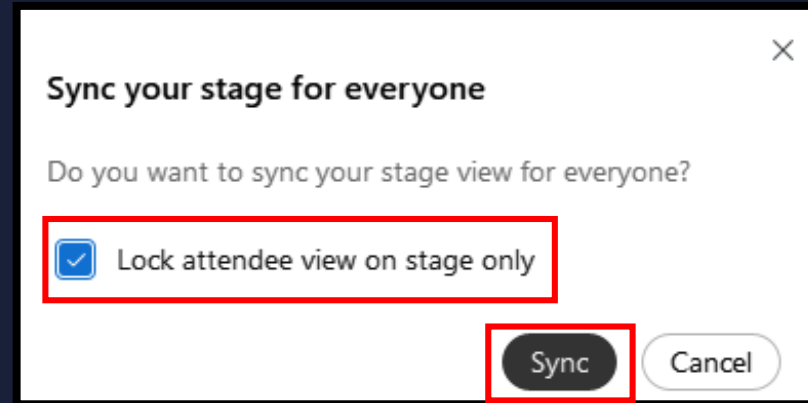 Sync your stage for everyone
Do you want to sync your stage view for everyone?
Lock attendee view on stage only
Sync
Cancel